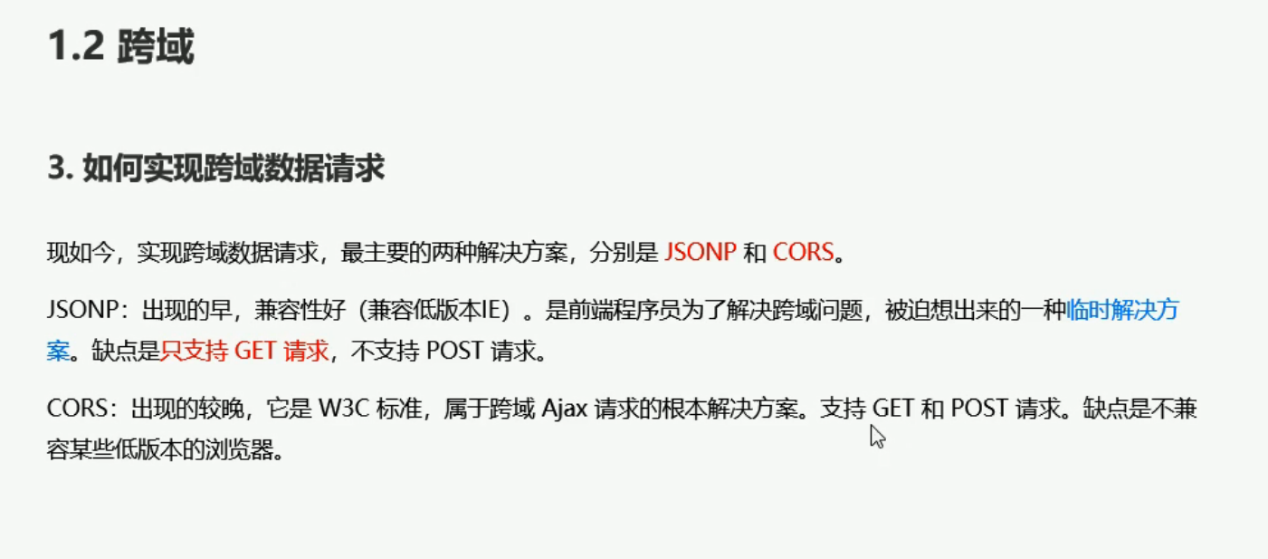 1.2 跨域
3. 如何实现跨域数据请求
现如今，实现跨域数据请求，最主要的两种解决方案，分别是 JSONP 和 CORS。
JSONP：出现的早，兼容性好（兼容低版本IE）。是前端程序员为了解决跨域问题，被迫想出来的一种临时解决方
案。缺点是只支持 GET 请求，不支持 POST 请求。
CORS：出现的较晚，它是 W3C 标准，属于跨域 Ajax 请求的根本解决方案。支持 GET 和 POST 请求。缺点是不兼
容某些低版本的浏览器。